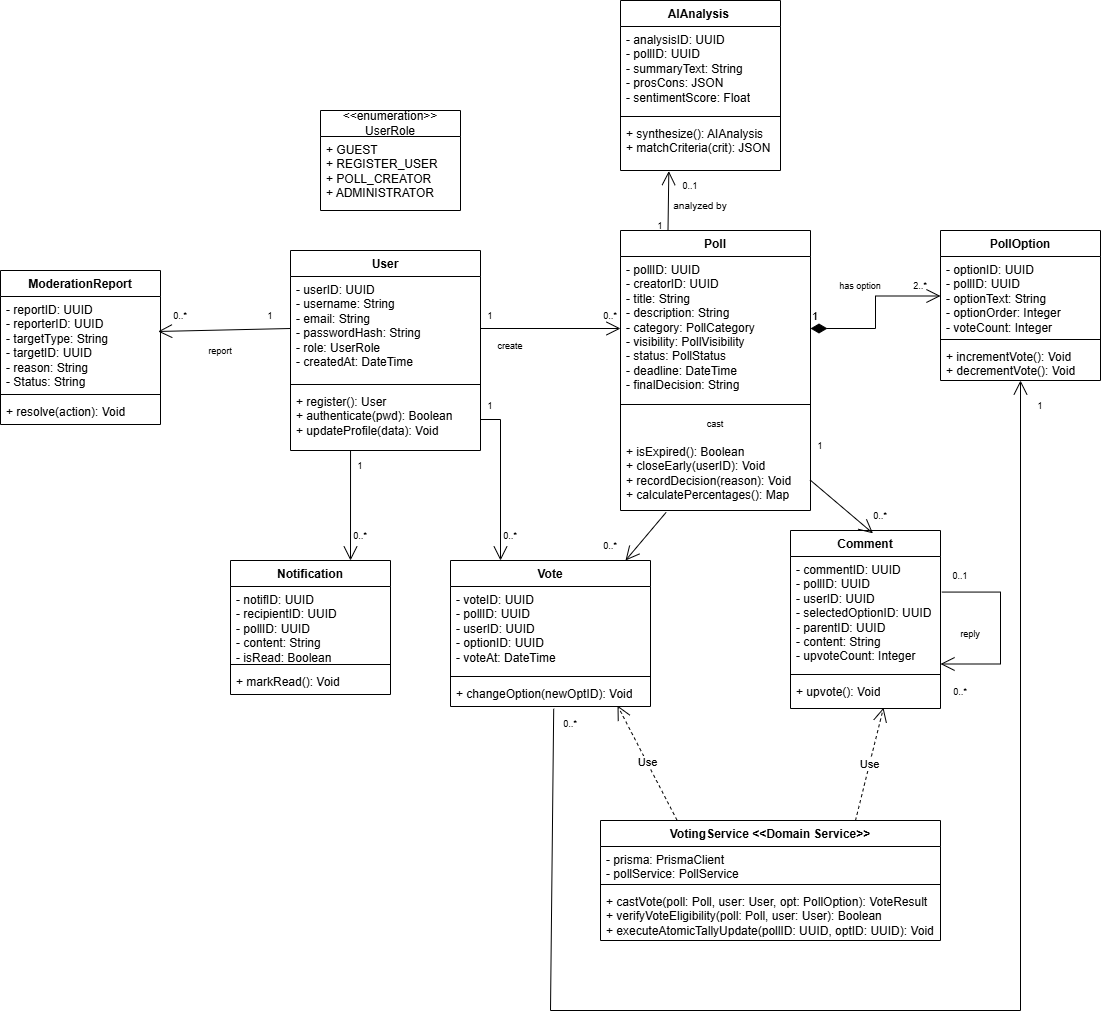 AIAnalysis
- analysisID: UUID
- pollID: UUID
- summaryText: String
- prosCons: JSON
- sentimentScore: Float
+ synthesize(): AIAnalysis
+ matchCriteria(crit): JSON
<<enumeration>>
UserRole
+ GUEST
+ REGISTER_USER
+ POLL_CREATOR
+ ADMINISTRATOR
0..1
analyzed by
1
ModerationReport
- reportID: UUID
- reporterID: UUID
- targetType: String
- targetID: UUID
- reason: String
- Status: String
+ resolve(action): Void
0..*
1
report
User
- userID: UUID
- username: String
- email: String
- passwordHash: String
- role: UserRole
- createdAt: DateTime
+ register(): User
+ authenticate(pwd): Boolean
+ updateProfile(data): Void
1
0..*
create
Poll
- pollID: UUID
- creatorID: UUID
- title: String
- description: String
- category: PollCategory
- visibility: PollVisibility
- status: PollStatus
- deadline: DateTime
- finalDecision: String
cast
+ isExpired(): Boolean
+ closeEarly(userID): Void
+ recordDecision(reason): Void
+ calculatePercentages(): Map
has option
2..*
1
PollOption
- optionID: UUID
- pollID: UUID
- optionText: String
- optionOrder: Integer
- voteCount: Integer
+ incrementVote(): Void
+ decrementVote(): Void
1
1
1
1
0..*
0..*
0..*
0..*
Notification
- notifID: UUID
- recipientID: UUID
- pollID: UUID
- content: String
- isRead: Boolean
+ markRead(): Void
Vote
- voteID: UUID
- pollID: UUID
- userID: UUID
- optionID: UUID
- voteAt: DateTime
+ changeOption(newOptID): Void
0..*
Comment
- commentID: UUID
- pollID: UUID
- userID: UUID
- selectedOptionID: UUID
- parentID: UUID
- content: String
- upvoteCount: Integer
+ upvote(): Void
0..1
reply
0..*
Use
Use
VotingService <<Domain Service>>
- prisma: PrismaClient
- pollService: PollService
+ castVote(poll: Poll, user: User, opt: PollOption): VoteResult
+ verifyVoteEligibility(poll: Poll, user: User): Boolean
+ executeAtomicTallyUpdate(pollID: UUID, optID: UUID): Void